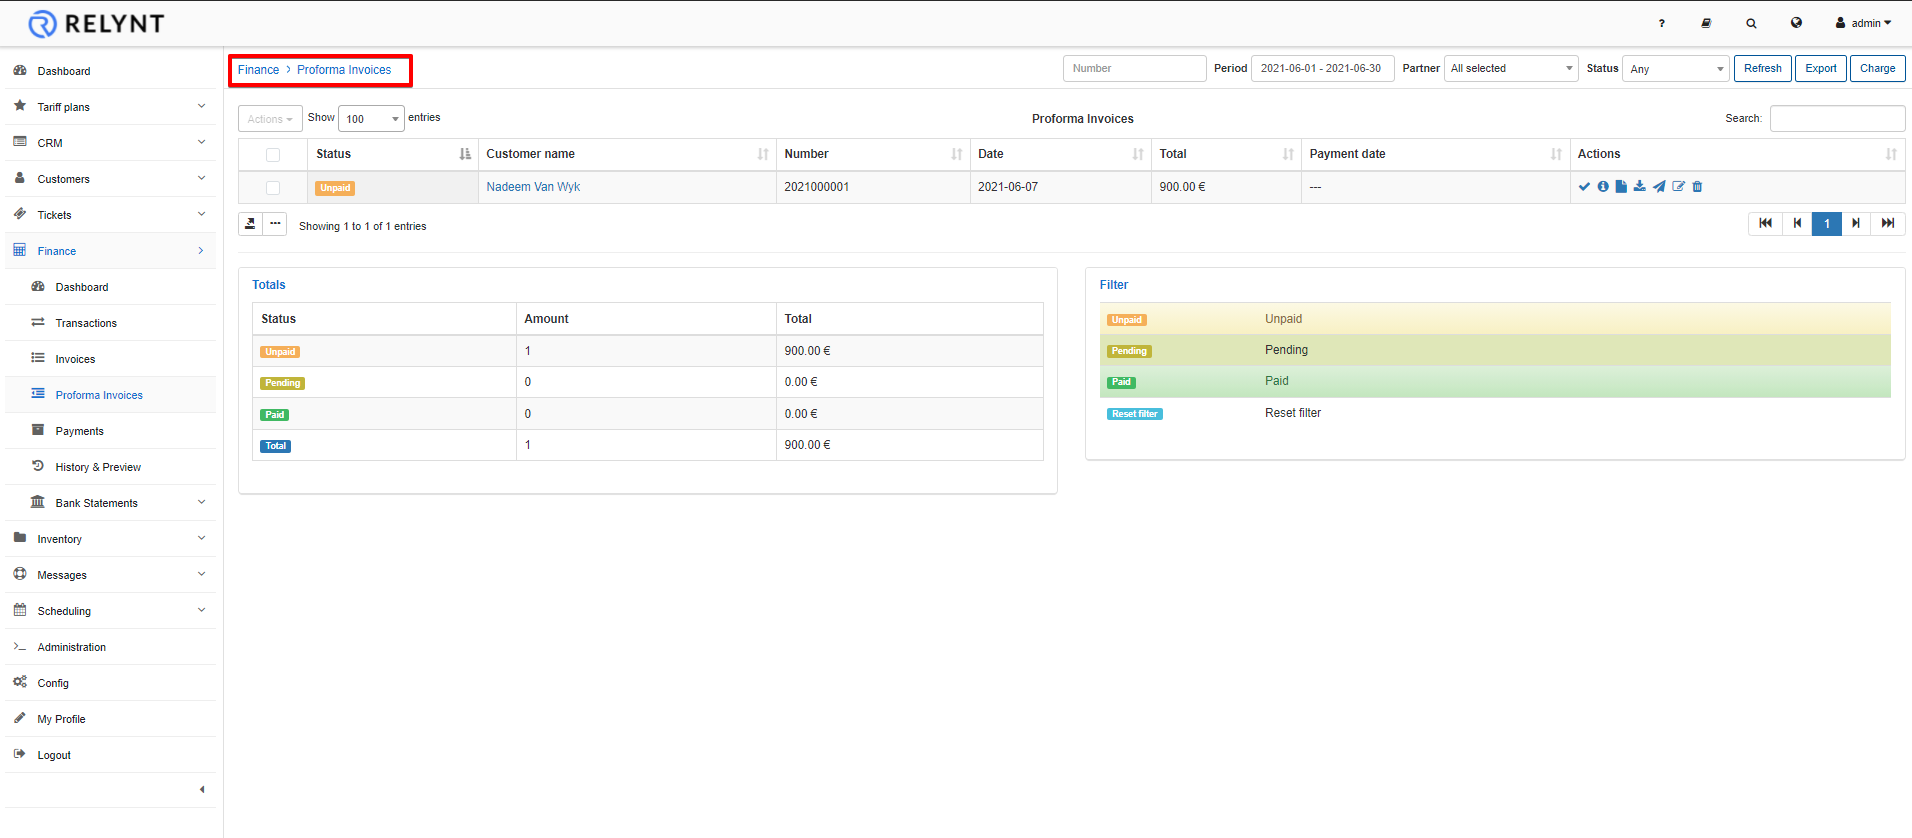 RELYNT
? admin
Dashboard
Tariff plans
CRM
Customers
Tickets
Finance
Dashboard
Transactions
Invoices
Proforma Invoices
Payments
History & Preview
Bank Statements
Inventory
Messages
Scheduling
Administration
Config
My Profile
Logout
Finance > Proforma Invoices
Number Period 2021-06-01 - 2021-06-30 Partner All selected Status Any Refresh Export Charge
Actions Show 100 entries Proforma Invoices Search:
Status Customer name Number Date Total Payment date Actions
Unpaid Nadeem Van Wyk 2021000001 2021-06-07 900.00 € ---
Showing 1 to 1 of 1 entries 1
Totals
Status Amount Total
Unpaid 1 900.00 €
Pending 0 0.00 €
Paid 0 0.00 €
Total 1 900.00 €
Filter
Unpaid Unpaid
Pending Pending
Paid Paid
Reset filter Reset filter